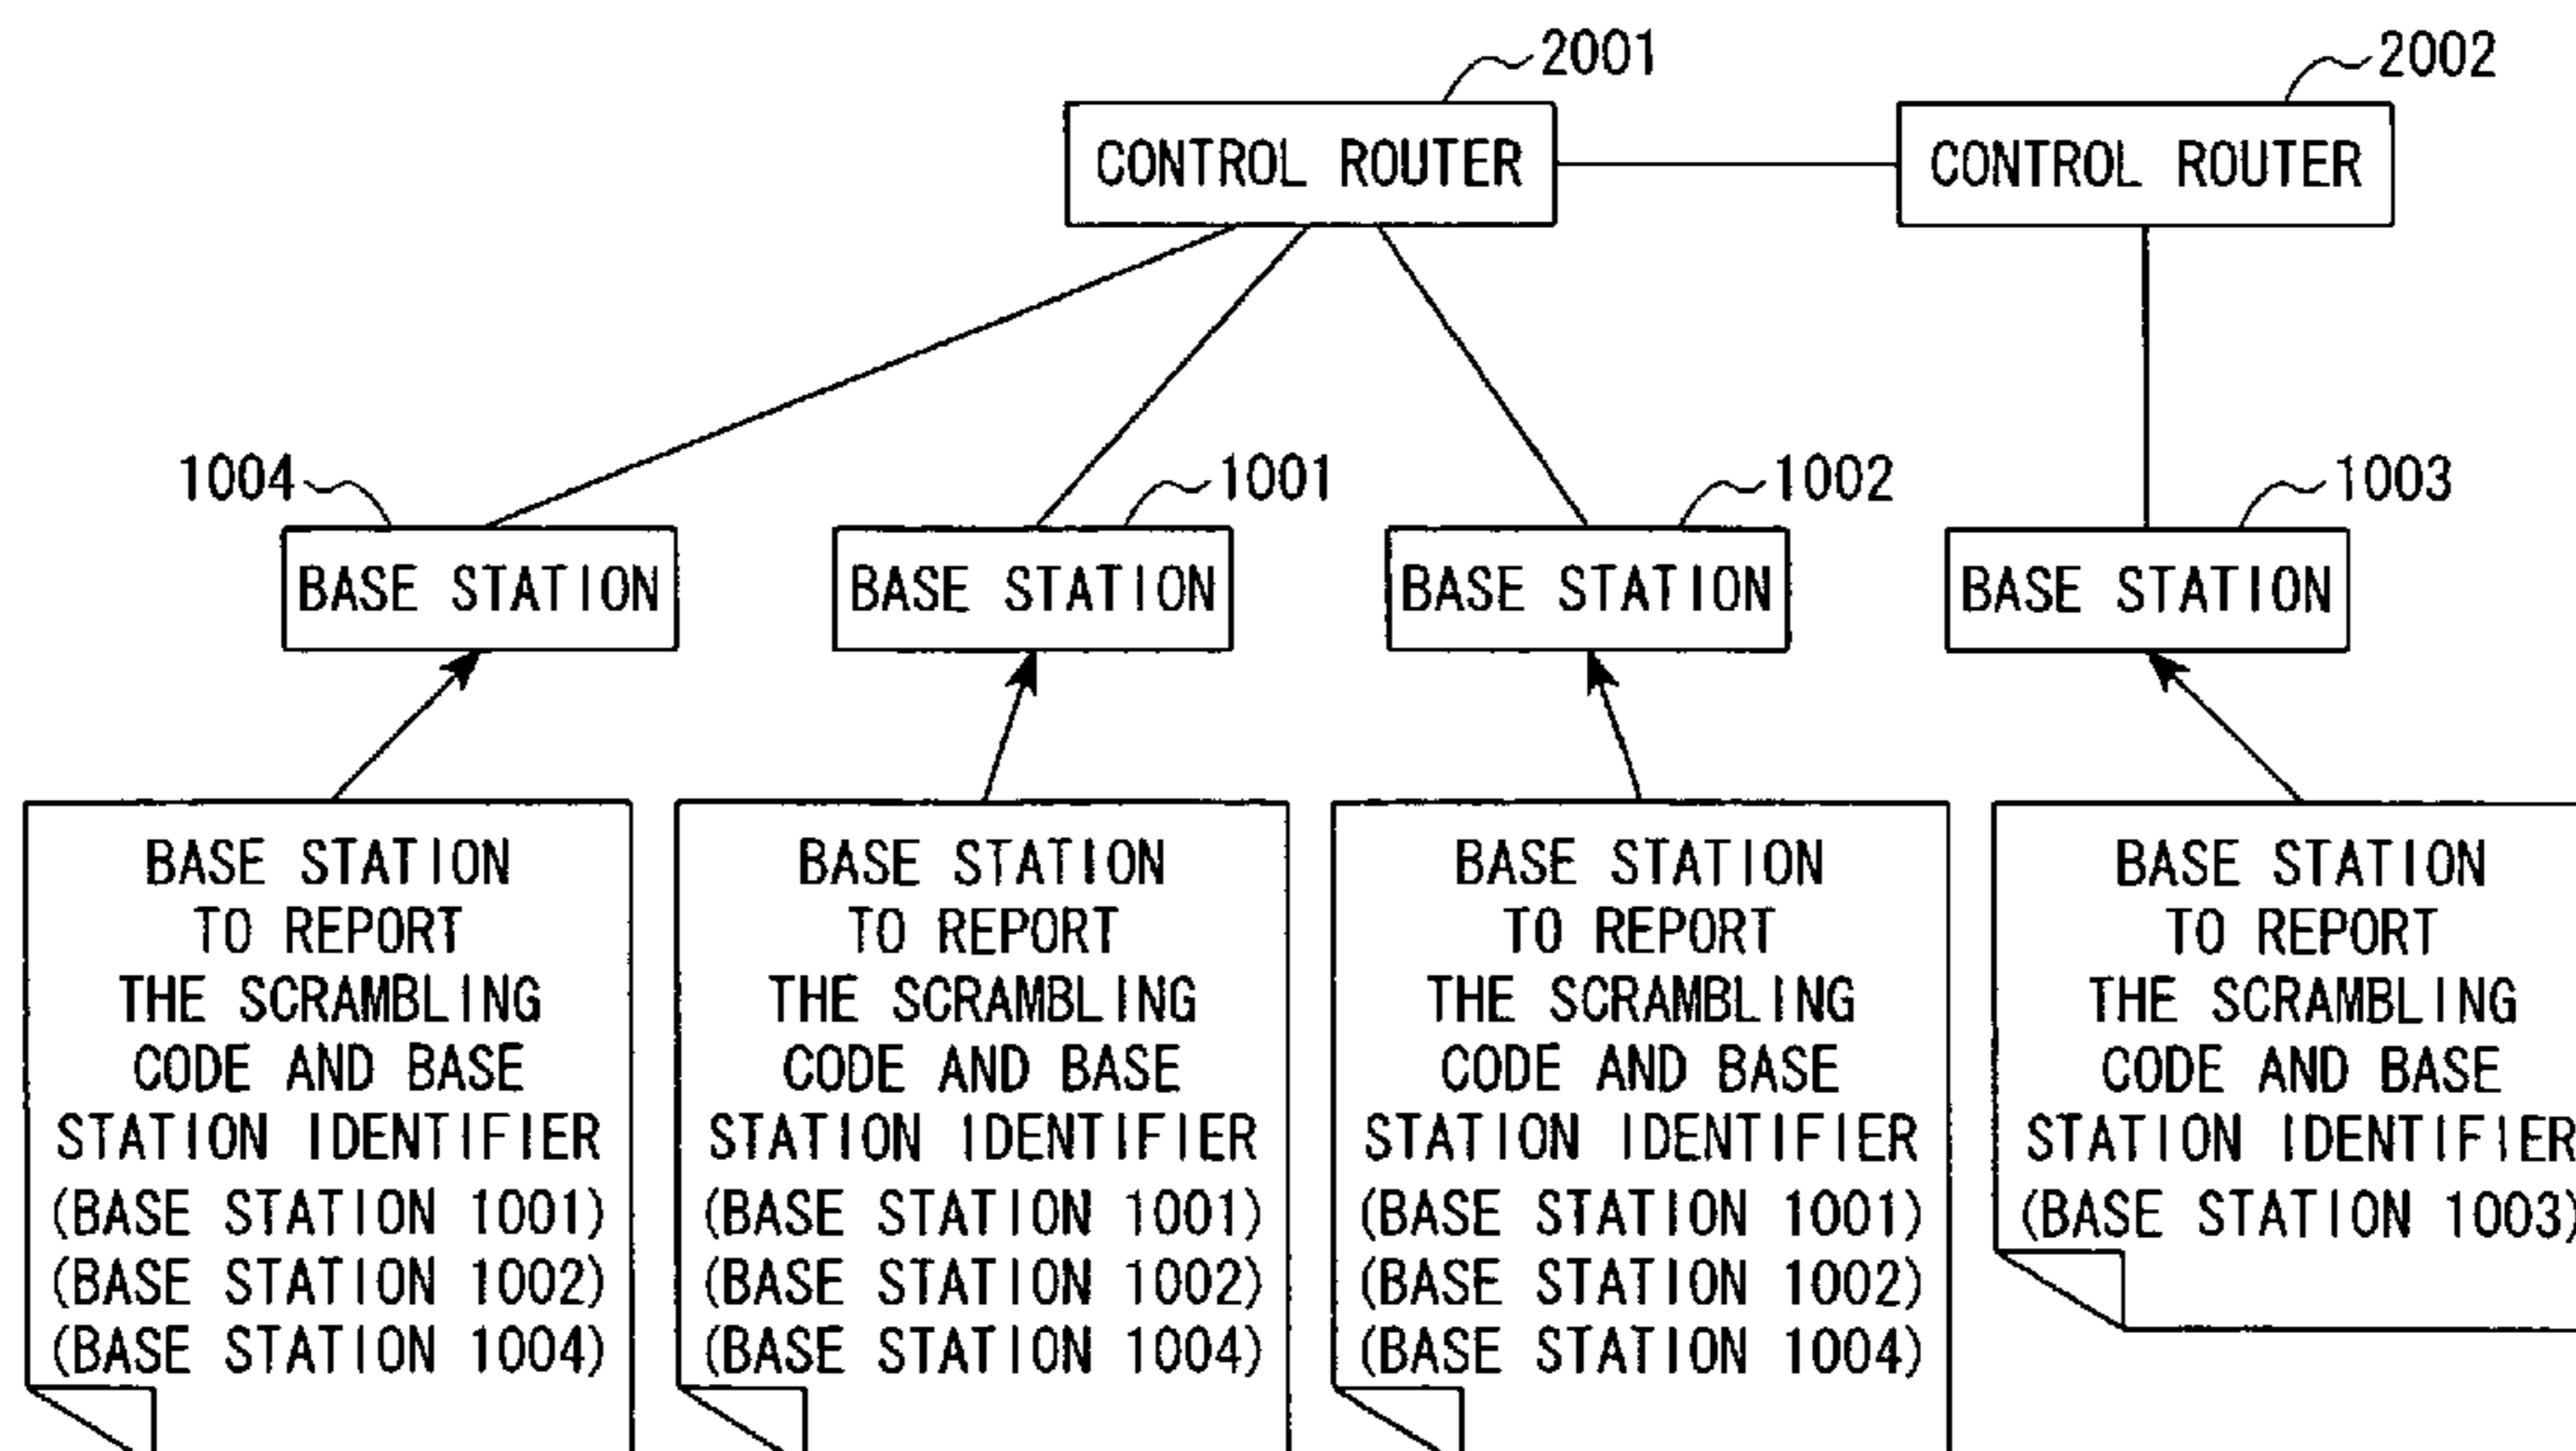 2001
2002
CONTROL ROUTER
CONTROL ROUTER
1004
1001
1002
1003
BASE STATION
BASE STATION
BASE STATION
BASE STATION
BASE STATION
TO REPORT
THE SCRAMBLING
CODE AND BASE
STATION IDENTIFIER
(BASE STATION 1001)
(BASE STATION 1002)
(BASE STATION 1004)
BASE STATION
TO REPORT
THE SCRAMBLING
CODE AND BASE
STATION IDENTIFIER
(BASE STATION 1001)
(BASE STATION 1002)
(BASE STATION 1004)
BASE STATION
TO REPORT
THE SCRAMBLING
CODE AND BASE
STATION IDENTIFIER
(BASE STATION 1001)
(BASE STATION 1002)
(BASE STATION 1004)
BASE STATION
TO REPORT
THE SCRAMBLING
CODE AND BASE
STATION IDENTIFIER
(BASE STATION 1003)